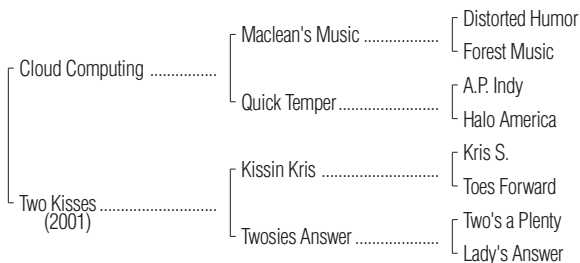 Distorted Humor
Maclean's Music ..................
Forest Music
Cloud Computing ................
A.P. Indy
Quick Temper.......................
Halo America
Kris S.
Kissin Kris ...........................
Toes Forward
Two Kisses............................
(2001)
Two's a Plenty
Twosies Answer ....................
Lady's Answer